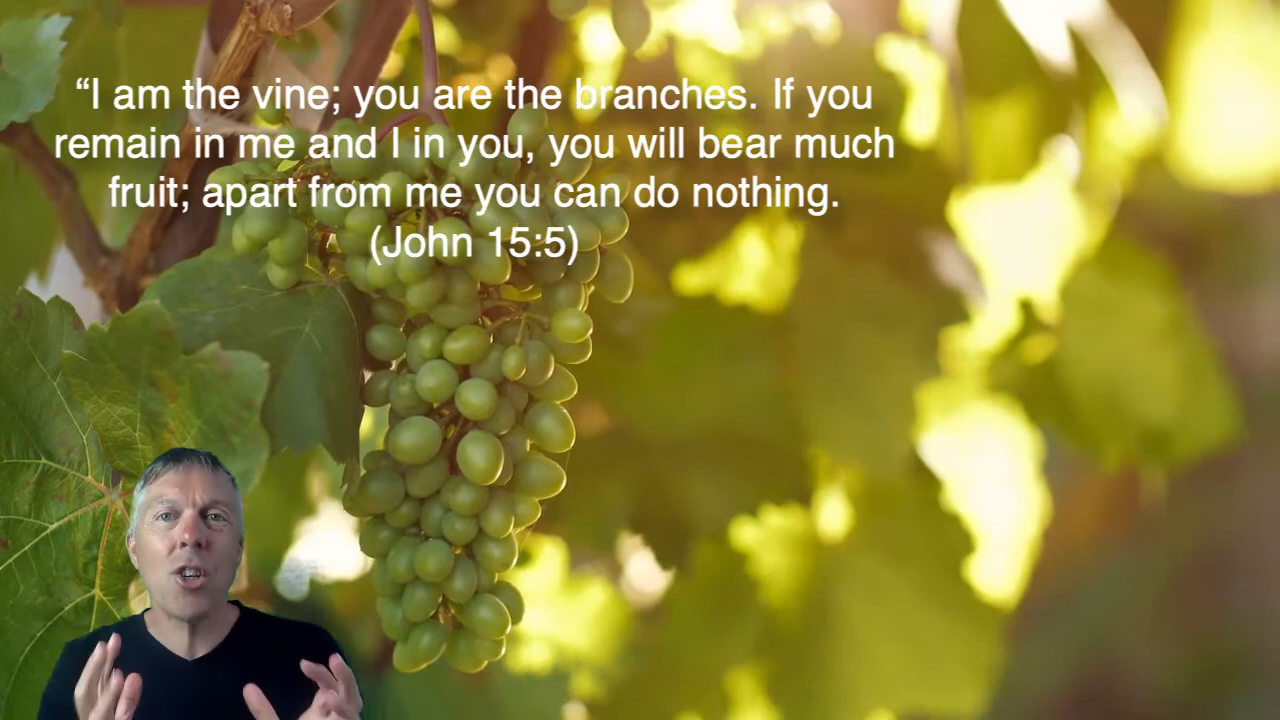 “I am the vine; you are the branches. If you
remain in me and I in you, you will bear much
fruit; apart from me you can do nothing.
(John 15:5)